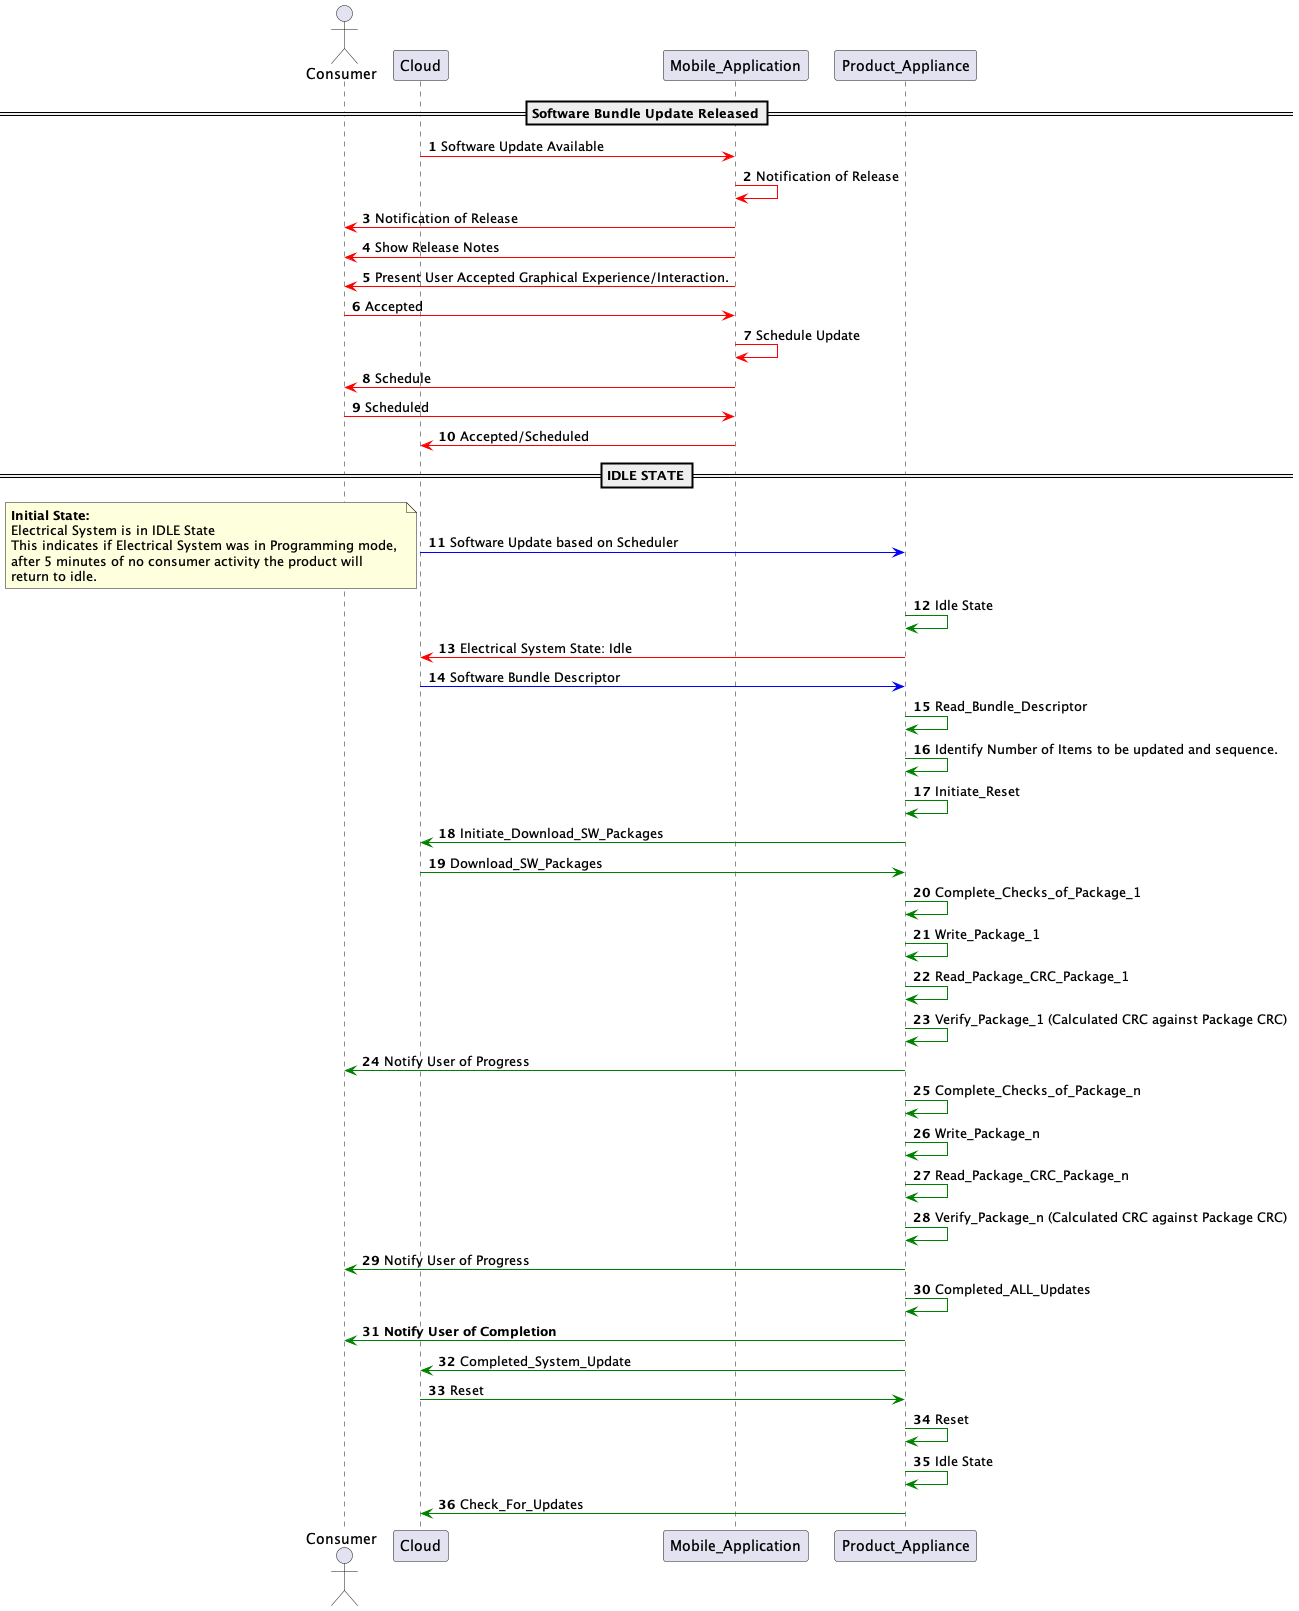 Consumer
Cloud
Mobile_Application
Product_Appliance
Software Bundle Update Released
1 Software Update Available
2 Notification of Release
3 Notification of Release
4 Show Release Notes
5 Present User Accepted Graphical Experience/Interaction.
6 Accepted
7 Schedule Update
8 Schedule
9 Scheduled
10 Accepted/Scheduled
IDLE STATE
Initial State:
Electrical System is in IDLE State
This indicates if Electrical System was in Programming mode,
after 5 minutes of no consumer activity the product will
return to idle.
11 Software Update based on Scheduler
12 Idle State
13 Electrical System State: Idle
14 Software Bundle Descriptor
15 Read_Bundle_Descriptor
16 Identify Number of Items to be updated and sequence.
17 Initiate_Reset
18 Initiate_Download_SW_Packages
19 Download_SW_Packages
20 Complete_Checks_of_Package_1
21 Write_Package_1
22 Read_Package_CRC_Package_1
23 Verify_Package_1 (Calculated CRC against Package CRC)
24 Notify User of Progress
25 Complete_Checks_of_Package_n
26 Write_Package_n
27 Read_Package_CRC_Package_n
28 Verify_Package_n (Calculated CRC against Package CRC)
29 Notify User of Progress
30 Completed_ALL_Updates
31 Notify User of Completion
32 Completed_System_Update
33 Reset
34 Reset
35 Idle State
36 Check_For_Updates
Consumer
Cloud
Mobile_Application
Product_Appliance